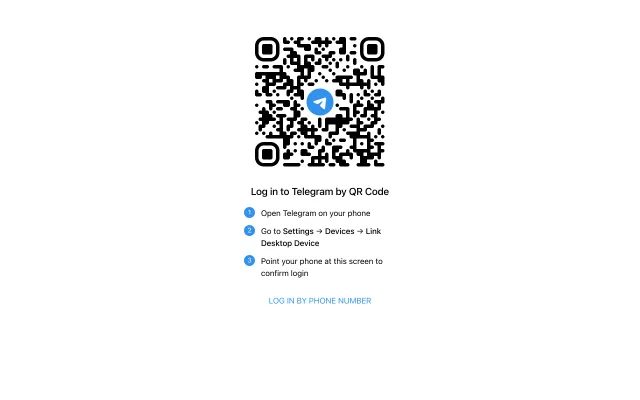 Log in to Telegram by QR Code
1 Open Telegram on your phone
2 Go to Settings → Devices → Link
Desktop Device
3 Point your phone at this screen to
confirm login
LOG IN BY PHONE NUMBER